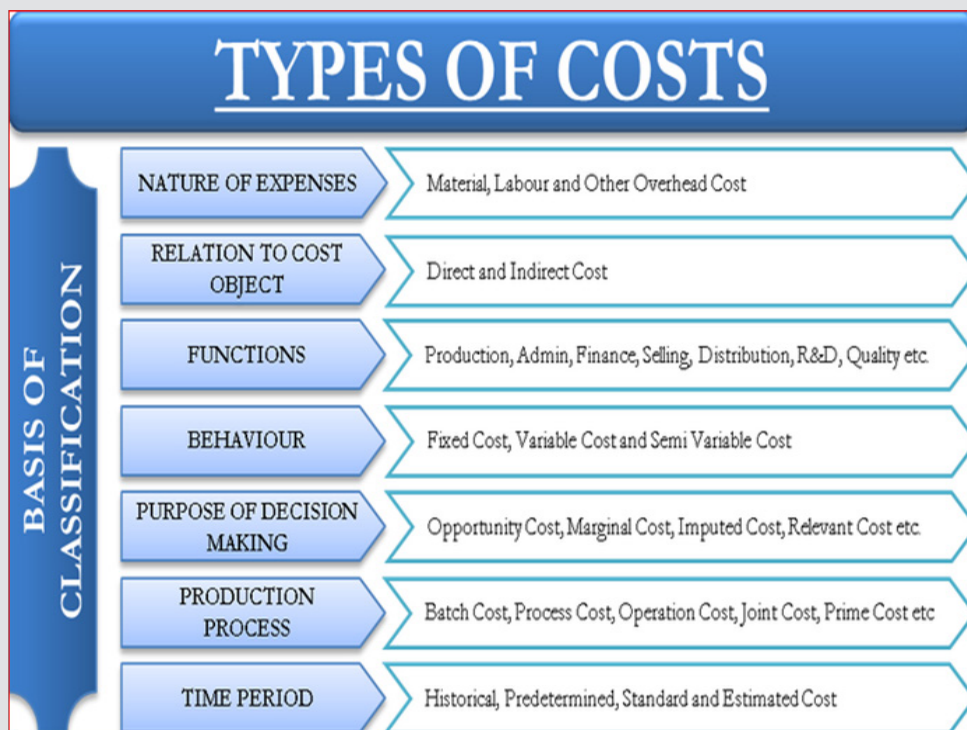 TYPES OF COSTS
BASIS OF
CLASSIFICATION
NATURE OF EXPENSES
Material, Labour and Other Overhead Cost
RELATION TO COST
OBJECT
Direct and Indirect Cost
FUNCTIONS
Production, Admin, Finance, Selling, Distribution, R&D, Quality etc.
BEHAVIOUR
Fixed Cost, Variable Cost and Semi Variable Cost
PURPOSE OF DECISION
MAKING
Opportunity Cost, Marginal Cost, Imputed Cost, Relevant Cost etc.
PRODUCTION
PROCESS
Batch Cost, Process Cost, Operation Cost, Joint Cost, Prime Cost etc
TIME PERIOD
Historical, Predetermined, Standard and Estimated Cost